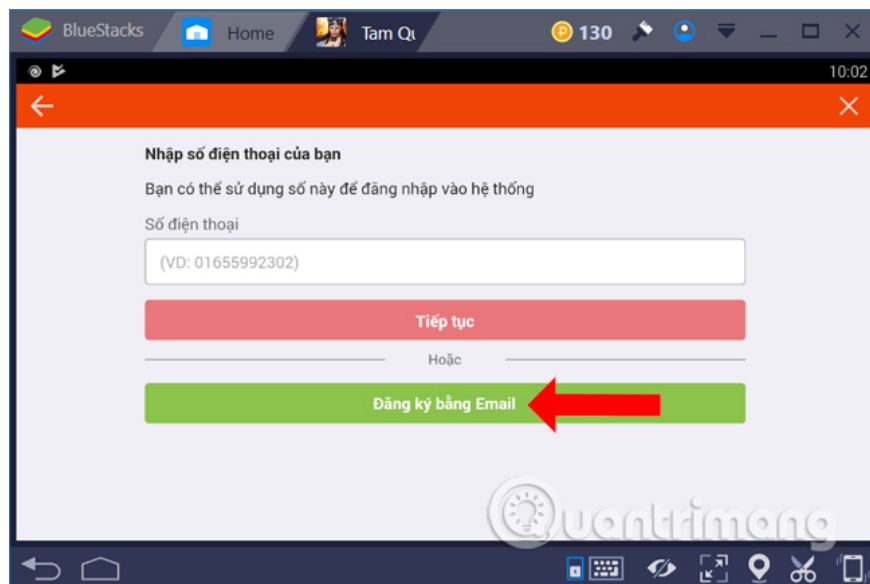 BlueStacks
Home
Tam Qu
130
10:02
Nhập số điện thoại của bạn
Bạn có thể sử dụng số này để đăng nhập vào hệ thống
Số điện thoại
(VD: 01655992302)
Tiếp tục
Hoặc
Đăng ký bằng Email
Quantrimang